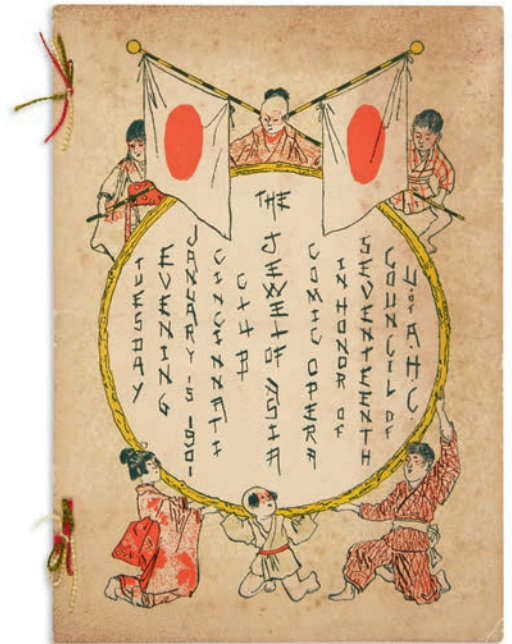 TUESDAY
EVENING
JANUARY 15 1901
CINCINNATI
CLUB
THE JEWEL OF ASIA
COMIC OPERA
IN HONOR OF
SEVENTEENTH
COUNCIL OF
U of A.H.C.